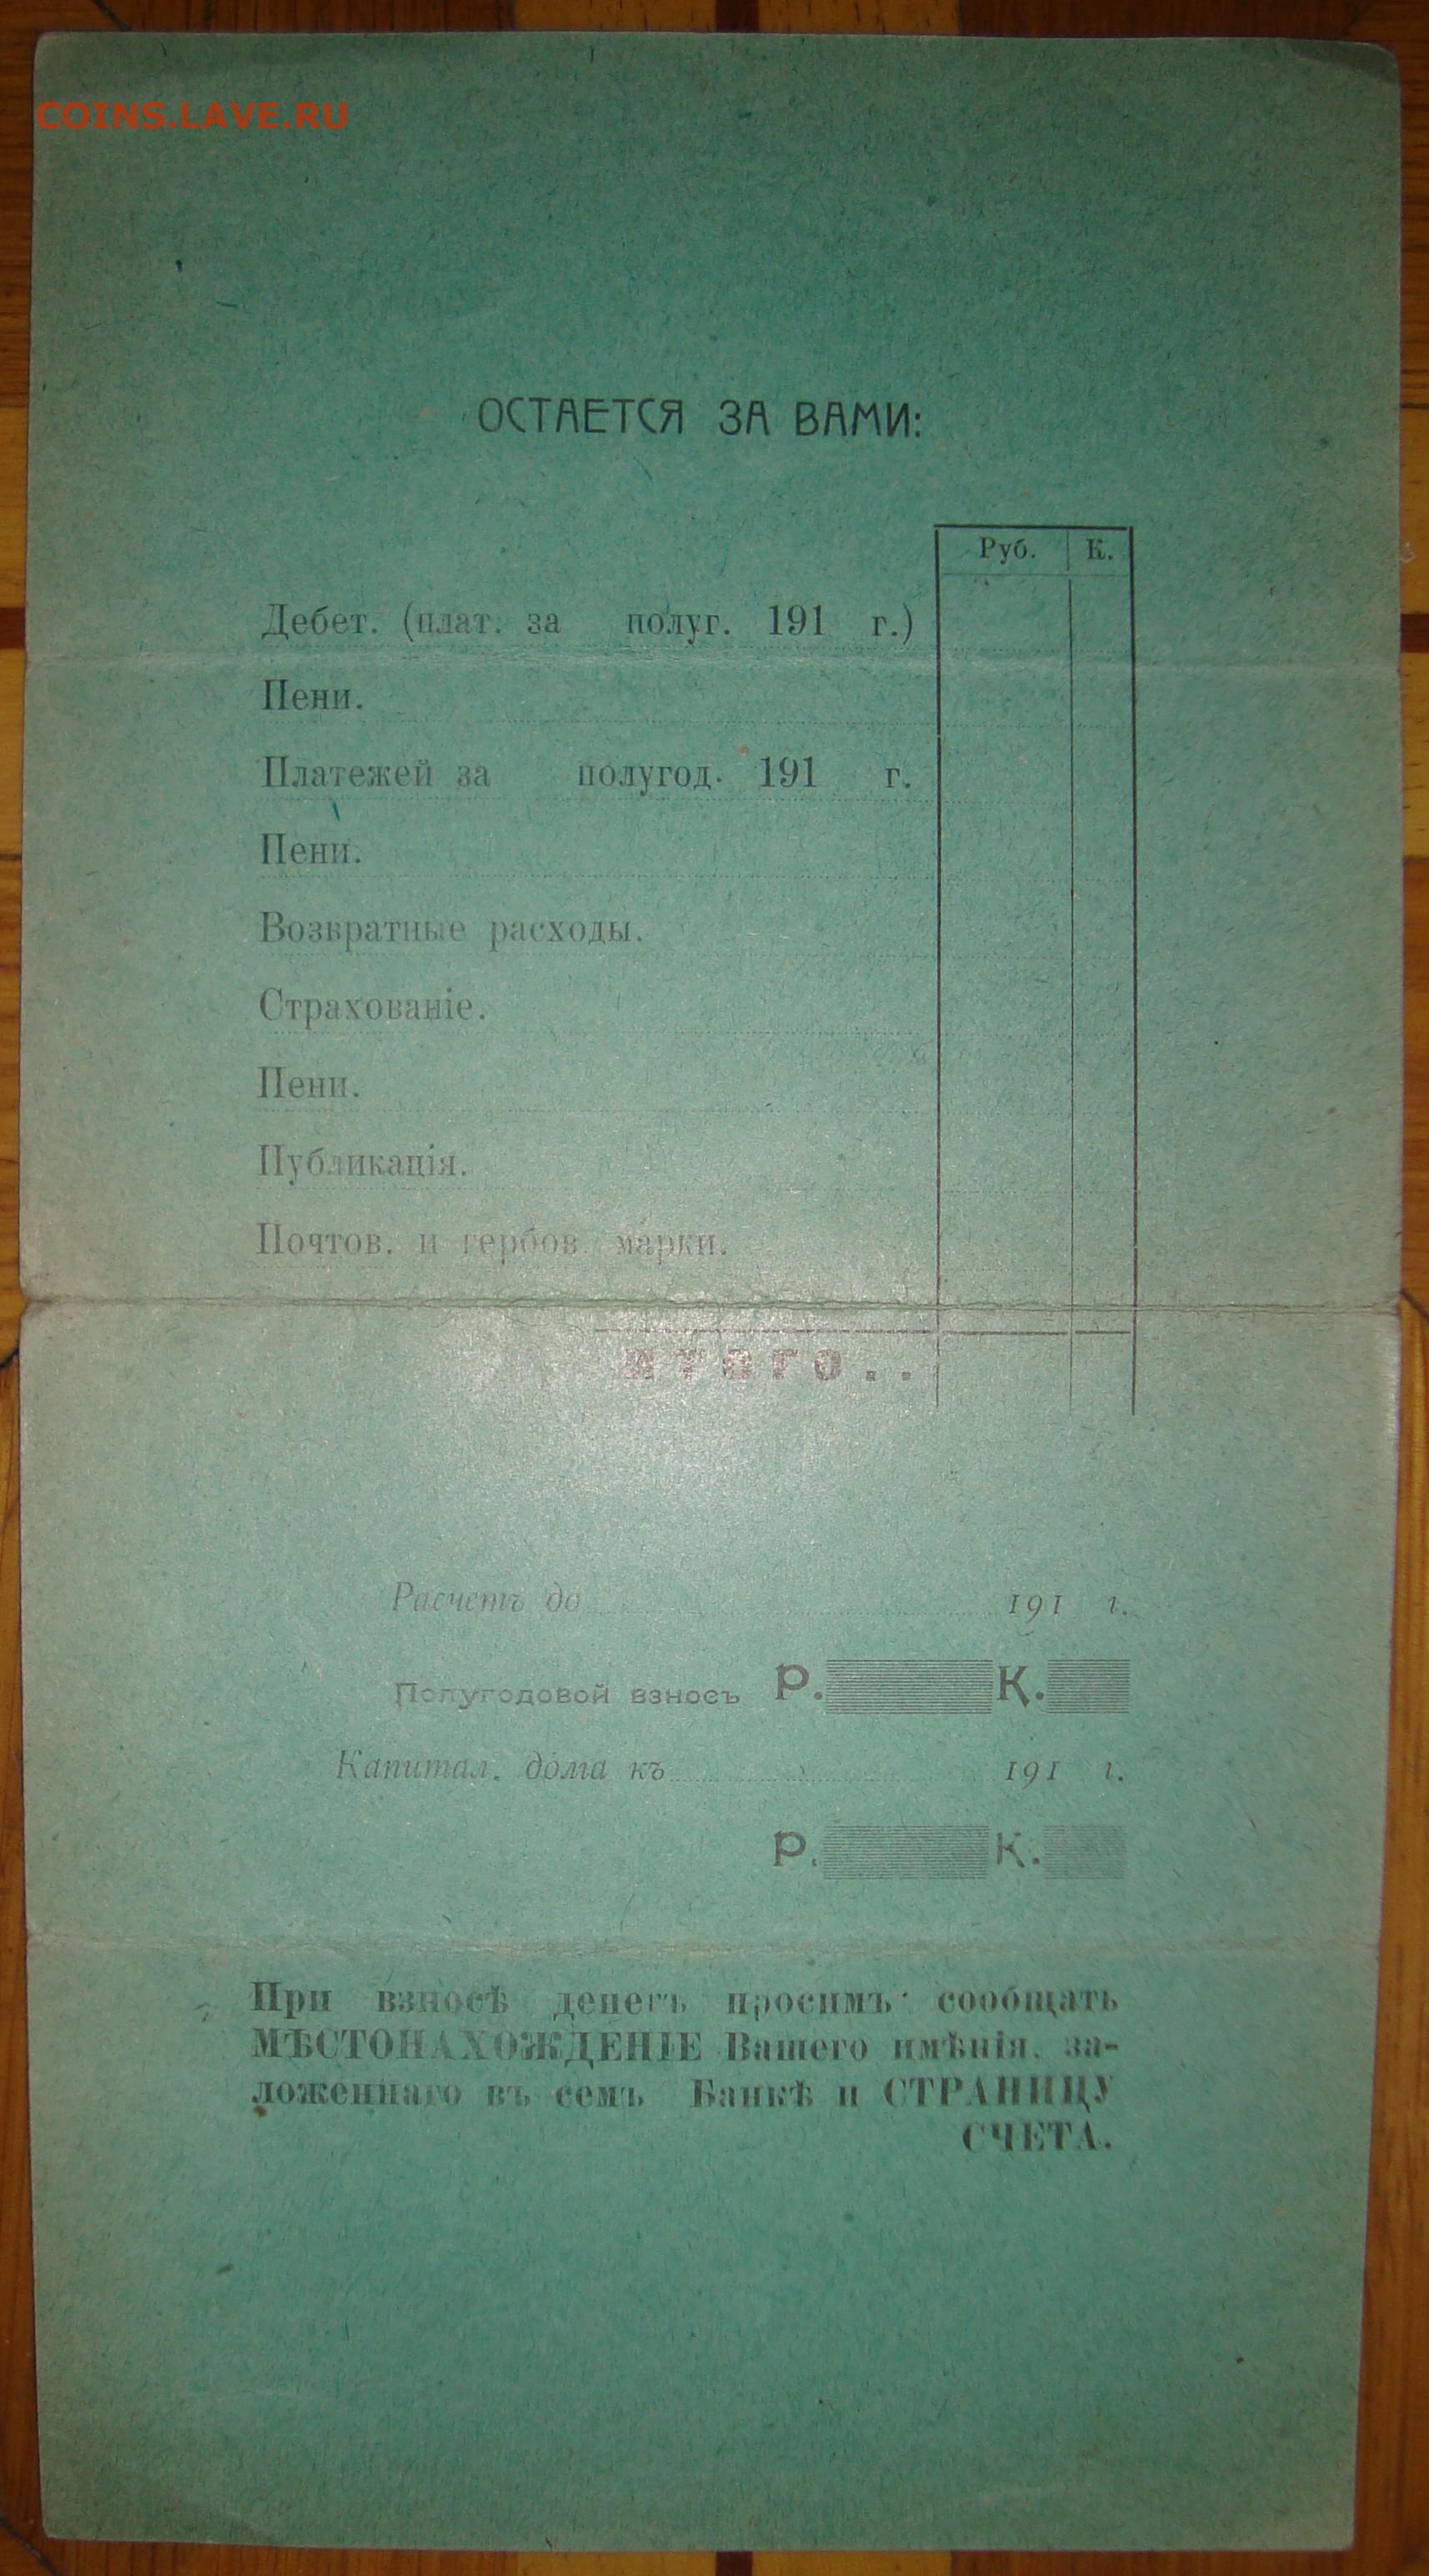 COINS.LAVE.RU
ОСТАЕТСЯ ЗА ВАМИ:
Руб. К.
Дебет. (плат. за полуг. 191 г.)
Пени.
Платежей за полугод. 191 г.
Пени.
Возвратные расходы.
Страхованіе.
Пени.
Публикація.
Почтов. и гербов. марки.
ИТОГО..
Расчетъ до 191 г.
Полугодовой взносъ Р. К.
Капитал. долга къ 191 г.
Р. К.
При взносѣ денегъ просимъ сообщать
МѢСТОНАХОЖДЕНІЕ Вашего имѣнія, за-
ложеннаго въ семъ Банкѣ и СТРАНИЦУ
СЧЕТА.